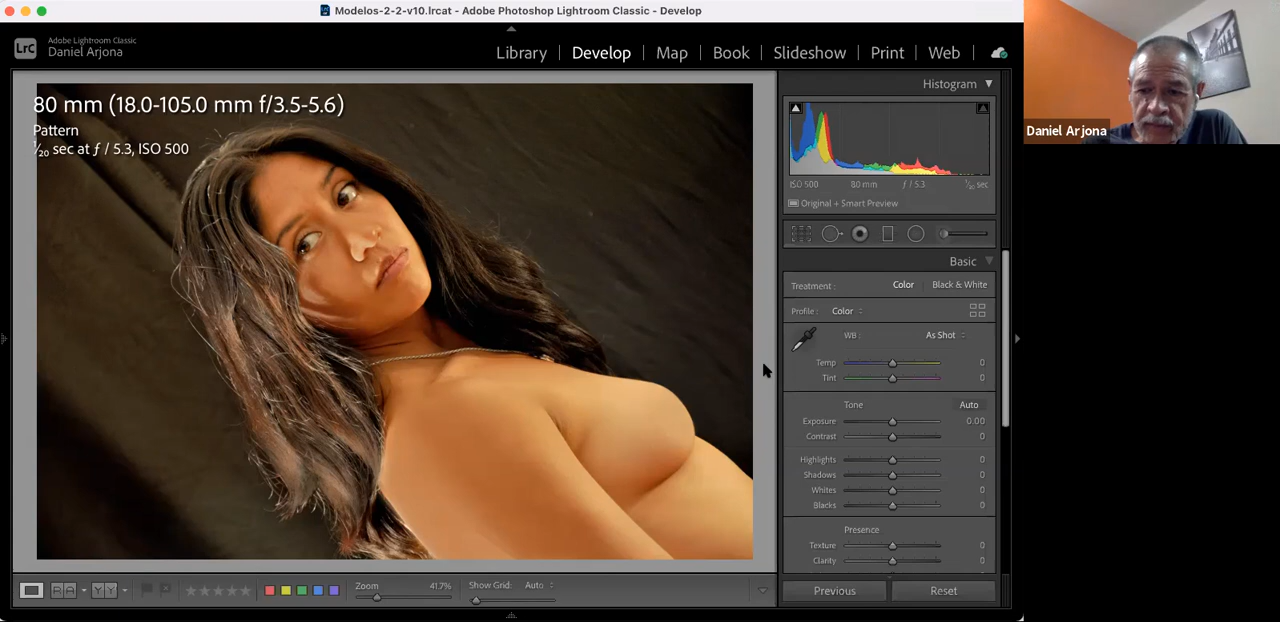 Modelos-2-2-v10.lrcat - Adobe Photoshop Lightroom Classic - Develop
LrC
Adobe Lightroom Classic
Daniel Arjona
Library
Develop
Map
Book
Slideshow
Print
Web
80 mm (18.0-105.0 mm f/3.5-5.6)
Pattern
1/20 sec at ƒ / 5.3, ISO 500
Histogram
ISO 500 80 mm ƒ / 5.3 1/20 sec
Original + Smart Preview
Basic
Treatment : Color Black & White
Profile : Color
WB : As Shot
Temp 0
Tint 0
Tone Auto
Exposure 0.00
Contrast 0
Highlights 0
Shadows 0
Whites 0
Blacks 0
Presence
Texture 0
Clarity 0
Zoom 41.7%
Show Grid: Auto
Previous
Reset
Daniel Arjona